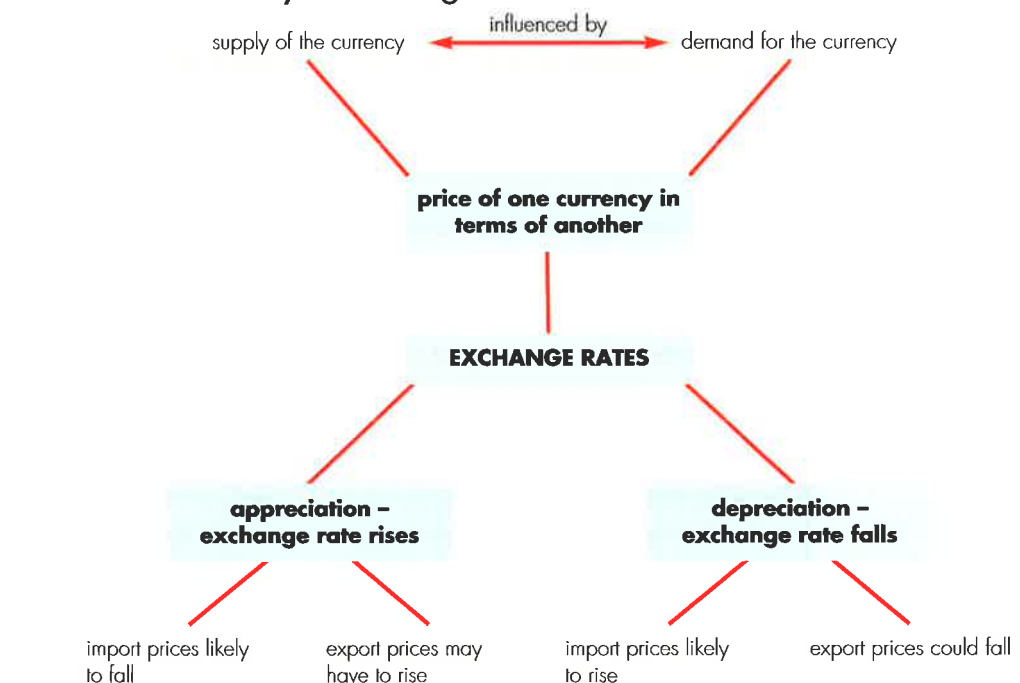 influenced by
supply of the currency
demand for the currency
price of one currency in
terms of another
EXCHANGE RATES
appreciation –
exchange rate rises
depreciation –
exchange rate falls
import prices likely
to fall
export prices may
have to rise
import prices likely
to rise
export prices could fall